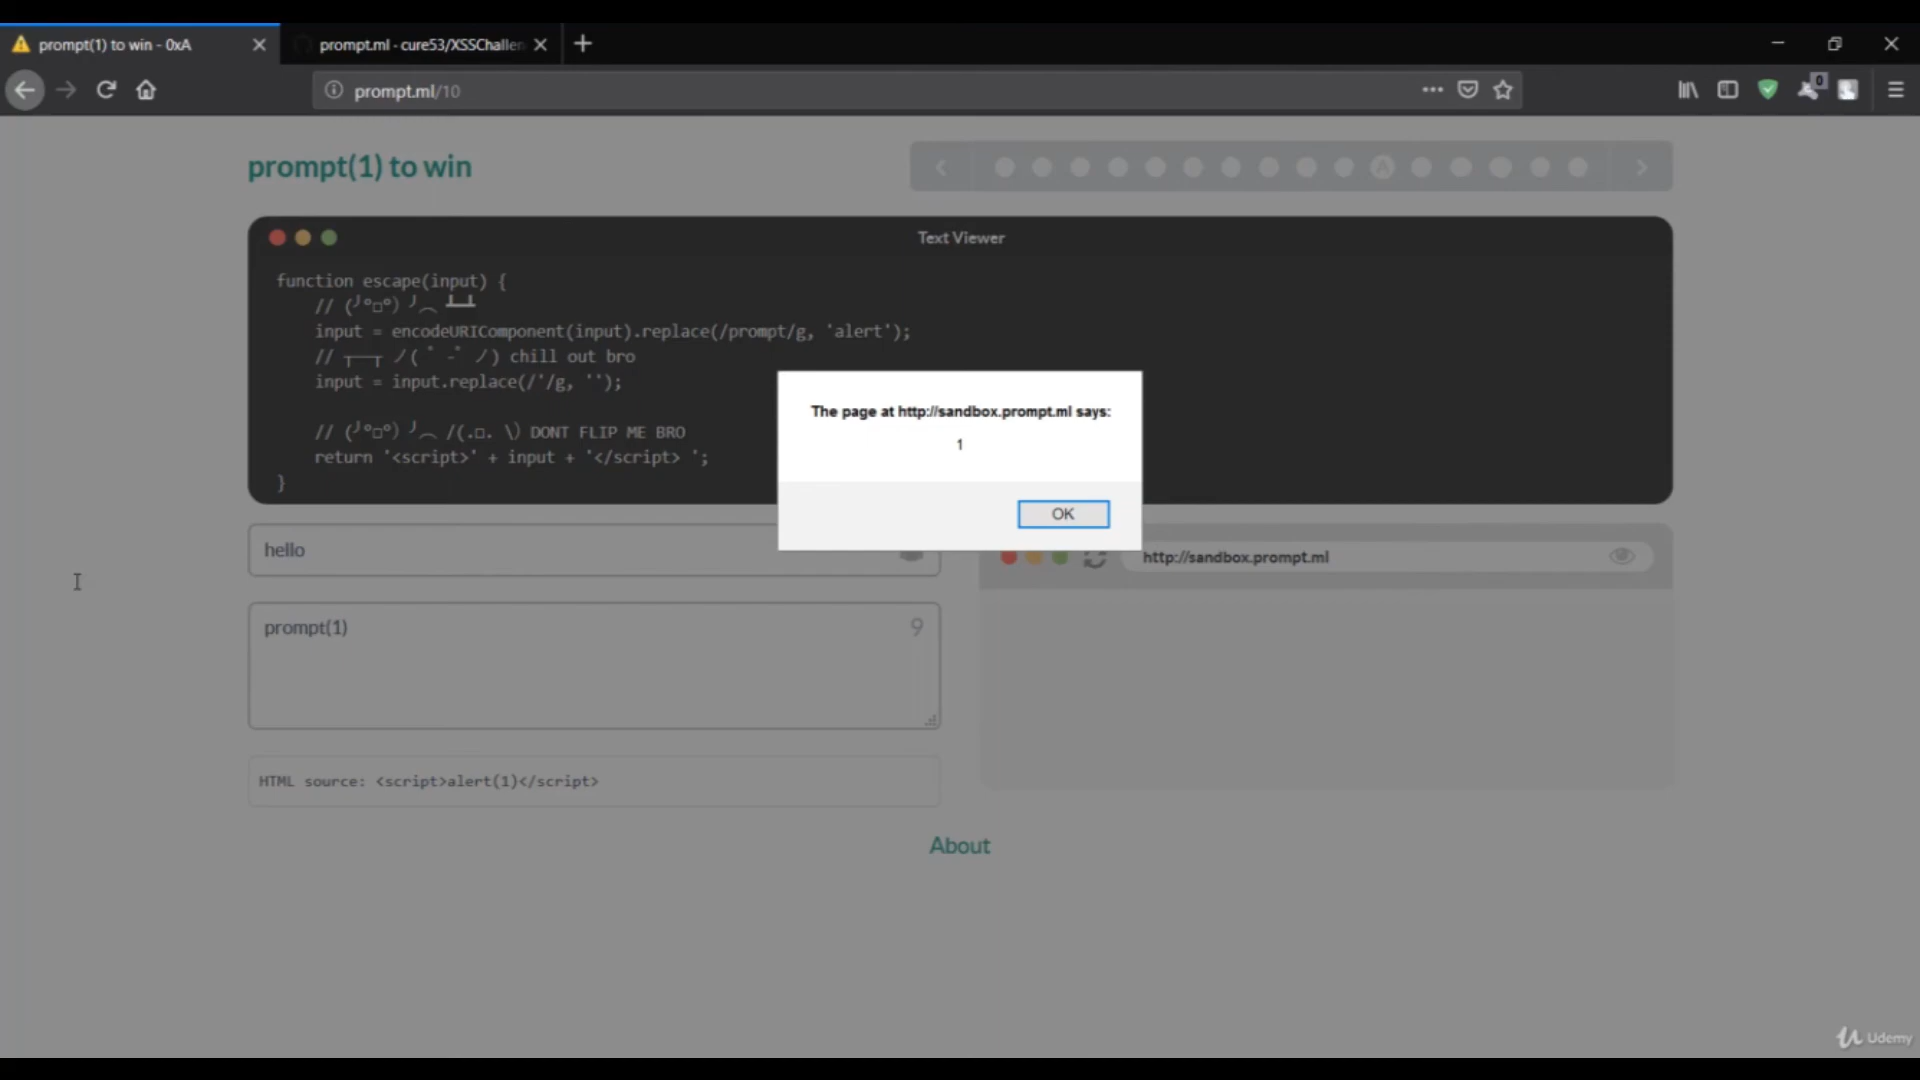 prompt(1) to win - 0xA
prompt.ml - cure53/XSSChallen
prompt.ml/10
0
prompt(1) to win
A
Text Viewer
function escape(input) {
// (╯°□°）╯︵ ┻━┻
input = encodeURIComponent(input).replace(/prompt/g, 'alert');
// ┬──┬ ﾉ( ゜-゜ノ) chill out bro
input = input.replace(/'/g, '');
// (╯°□°）╯︵ /(.□. \）DONT FLIP ME BRO
return '<script>' + input + '</script> ';
}
The page at http://sandbox.prompt.ml says:
1
OK
hello
http://sandbox.prompt.ml
prompt(1)
9
HTML source: <script>alert(1)</script>
About
Udemy